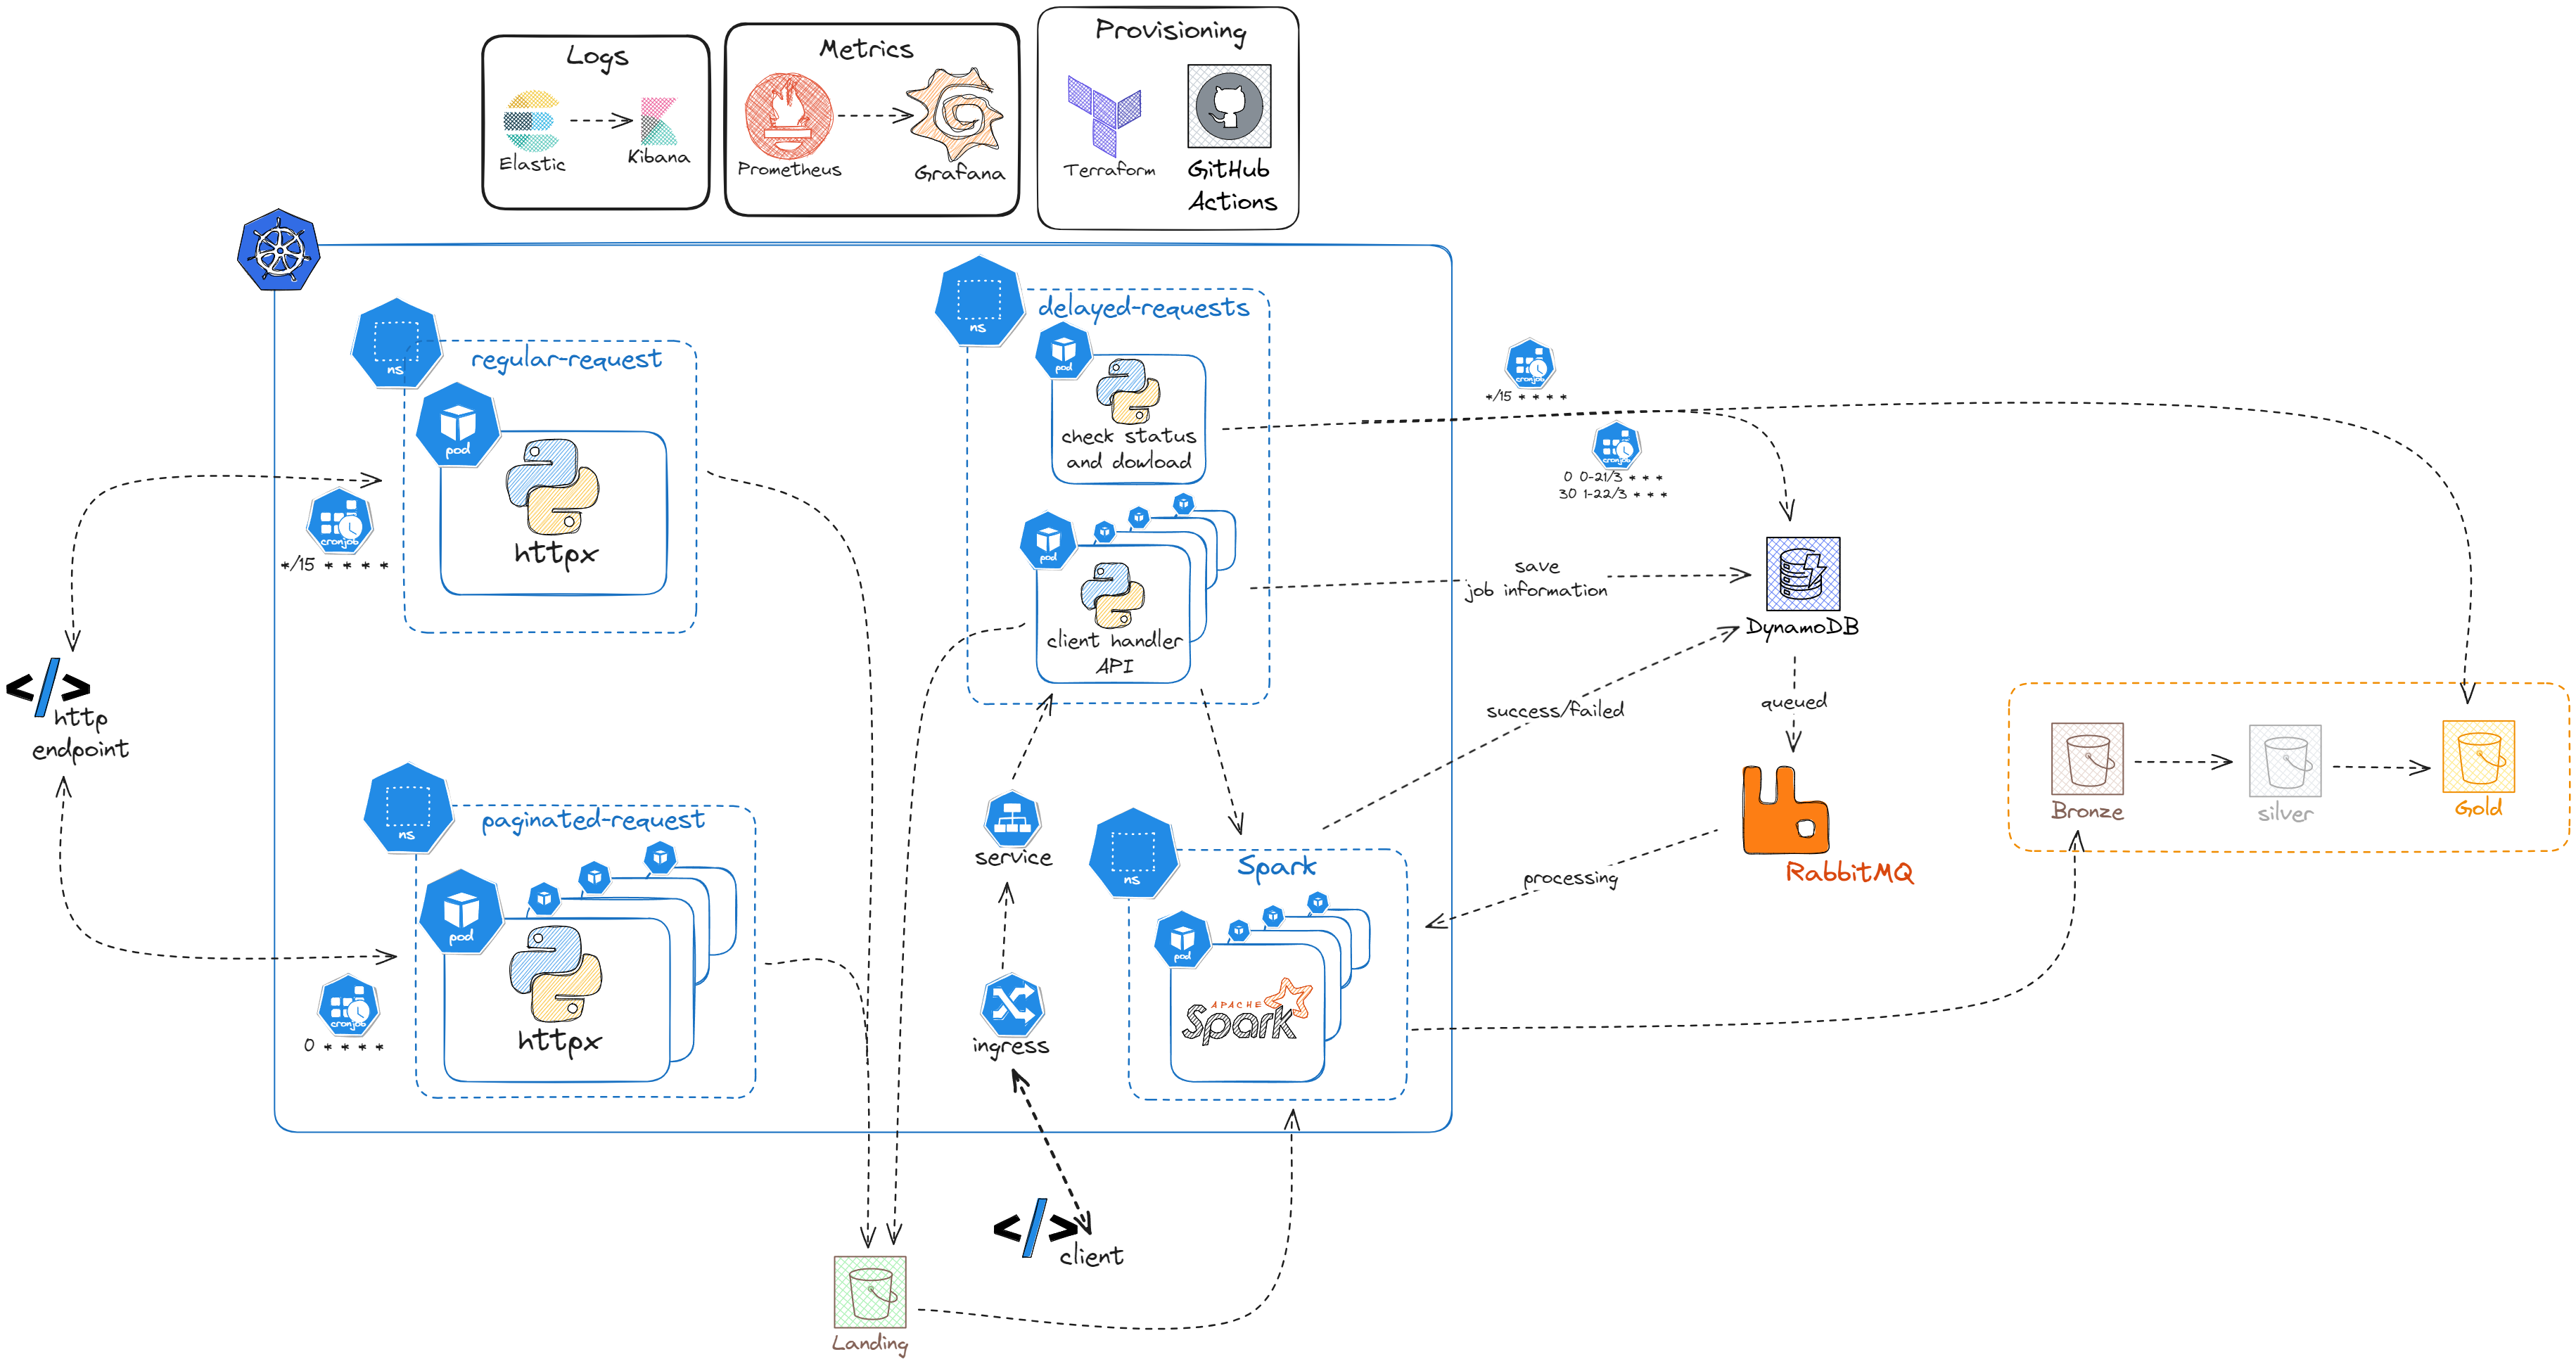 Logs
Elastic
Kibana
Metrics
Prometheus
Grafana
Provisioning
Terraform
GitHub
Actions
ns
regular-request
pod
httpx
cronjob
*/15 * * * *
http
endpoint
ns
paginated-request
pod
httpx
cronjob
0 * * * *
ns
delayed-requests
pod
check status
and dowload
pod
client handler
API
service
ingress
client
Landing
ns
Spark
pod
APACHE
Spark
cronjob
*/15 * * * *
cronjob
0 0-21/3 * * *
30 1-22/3 * * *
save
job information
DynamoDB
success/failed
queued
RabbitMQ
processing
Bronze
silver
Gold